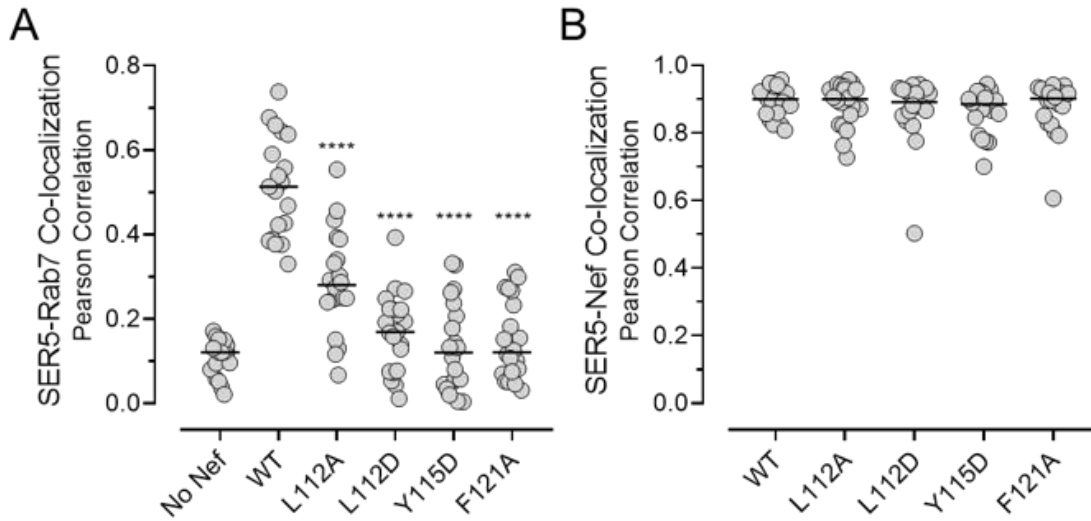 A
SER5-Rab7 Co-localization
Pearson Correlation
0.8
0.6
0.4
0.2
0.0
****
**** **** ****
No Nef WT L112A L112D Y115D F121A
B
SER5-Nef Co-localization
Pearson Correlation
1.0
0.8
0.6
0.4
0.2
0.0
WT L112A L112D Y115D F121A